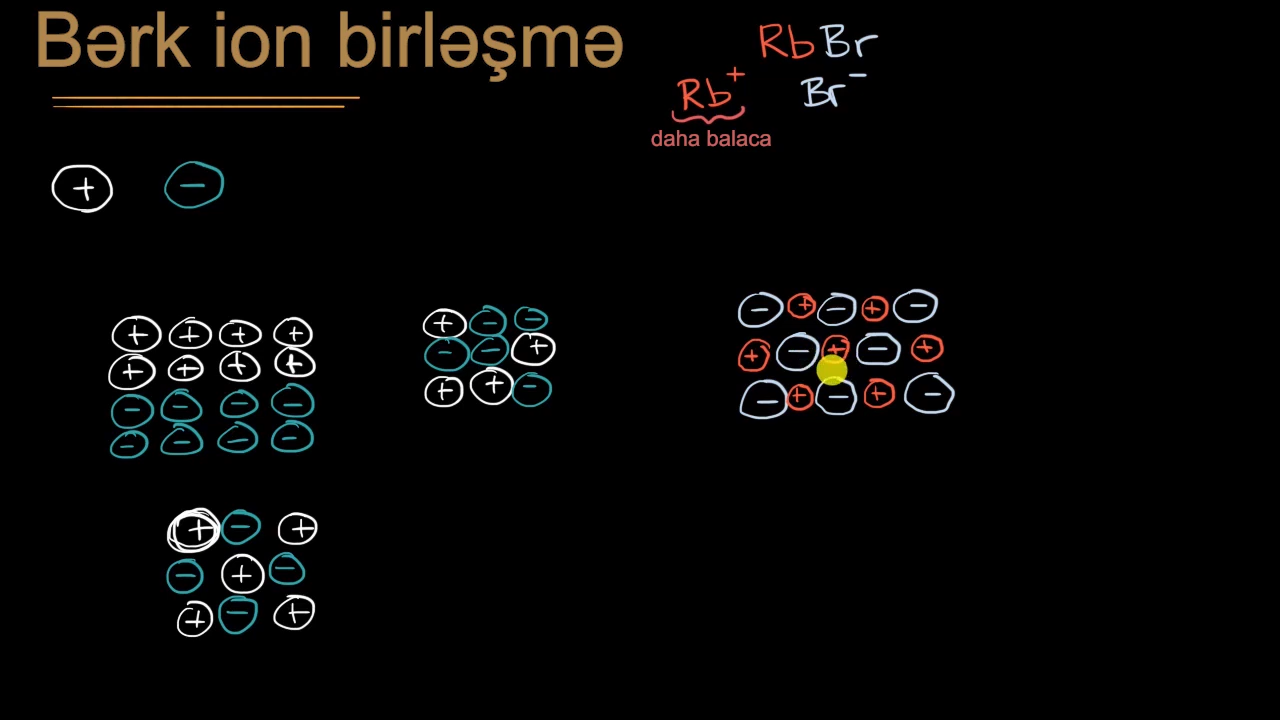 Bərk ion birləşmə
RbBr
Rb⁺ Br⁻
daha balaca
+ −
− + − + −
+ + + +
+ − −
+ − + − +
− − +
+ + + +
+ + −
− + − + −
− − − −
− − − −
+ − +
− + −
+ − +